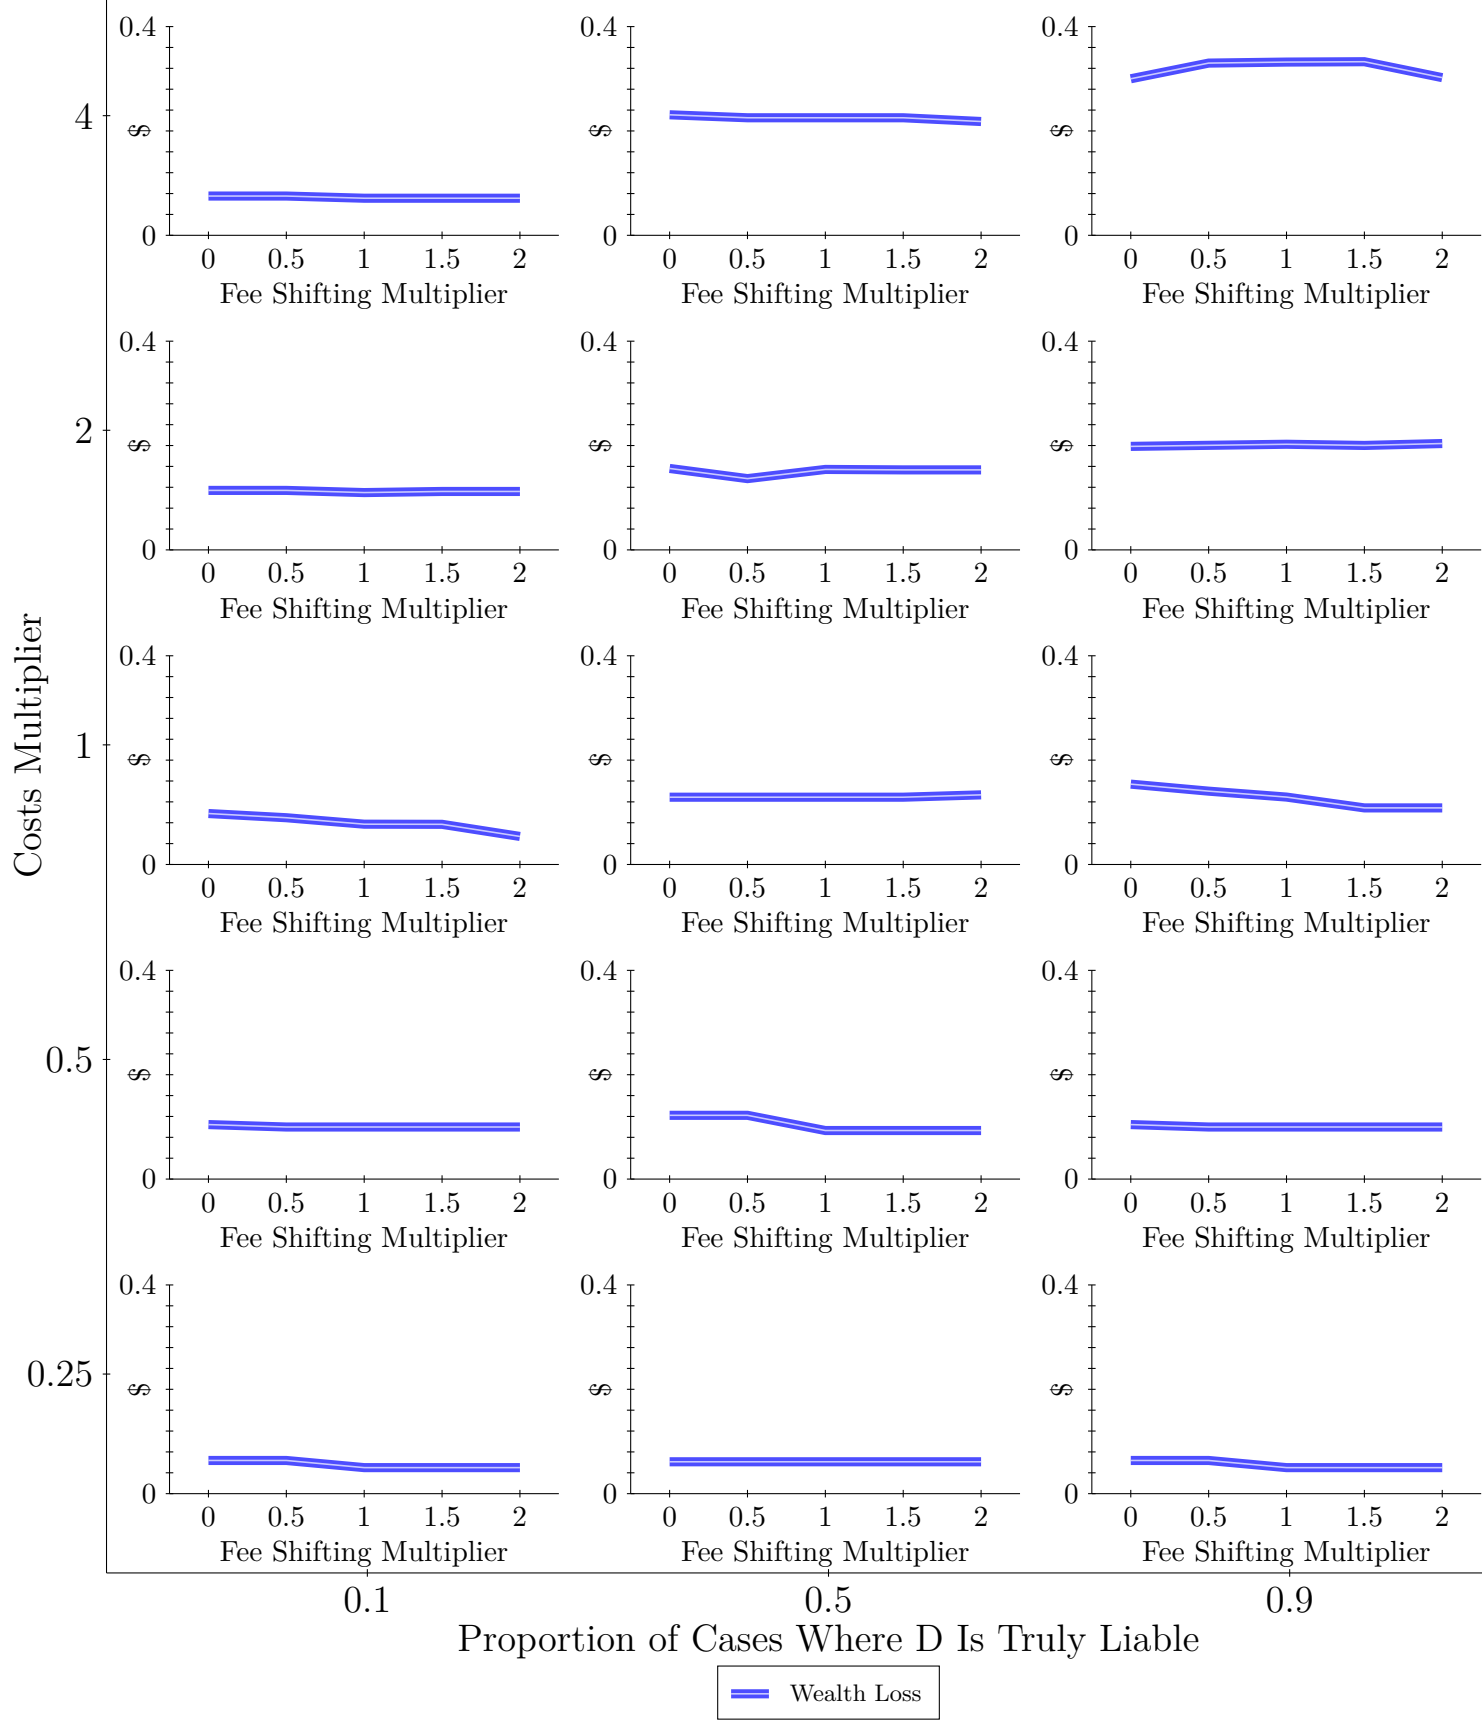 0.4 0.4 0.4
4 $ $ $
0 0 0
0 0.5 1 1.5 2 0 0.5 1 1.5 2 0 0.5 1 1.5 2
Fee Shifting Multiplier Fee Shifting Multiplier Fee Shifting Multiplier
0.4 0.4 0.4
2 $ $ $
0 0 0
0 0.5 1 1.5 2 0 0.5 1 1.5 2 0 0.5 1 1.5 2
Fee Shifting Multiplier Fee Shifting Multiplier Fee Shifting Multiplier
Costs Multiplier
0.4 0.4 0.4
1 $ $ $
0 0 0
0 0.5 1 1.5 2 0 0.5 1 1.5 2 0 0.5 1 1.5 2
Fee Shifting Multiplier Fee Shifting Multiplier Fee Shifting Multiplier
0.4 0.4 0.4
0.5 $ $ $
0 0 0
0 0.5 1 1.5 2 0 0.5 1 1.5 2 0 0.5 1 1.5 2
Fee Shifting Multiplier Fee Shifting Multiplier Fee Shifting Multiplier
0.4 0.4 0.4
0.25 $ $ $
0 0 0
0 0.5 1 1.5 2 0 0.5 1 1.5 2 0 0.5 1 1.5 2
Fee Shifting Multiplier Fee Shifting Multiplier Fee Shifting Multiplier
0.1 0.5 0.9
Proportion of Cases Where D Is Truly Liable
Wealth Loss